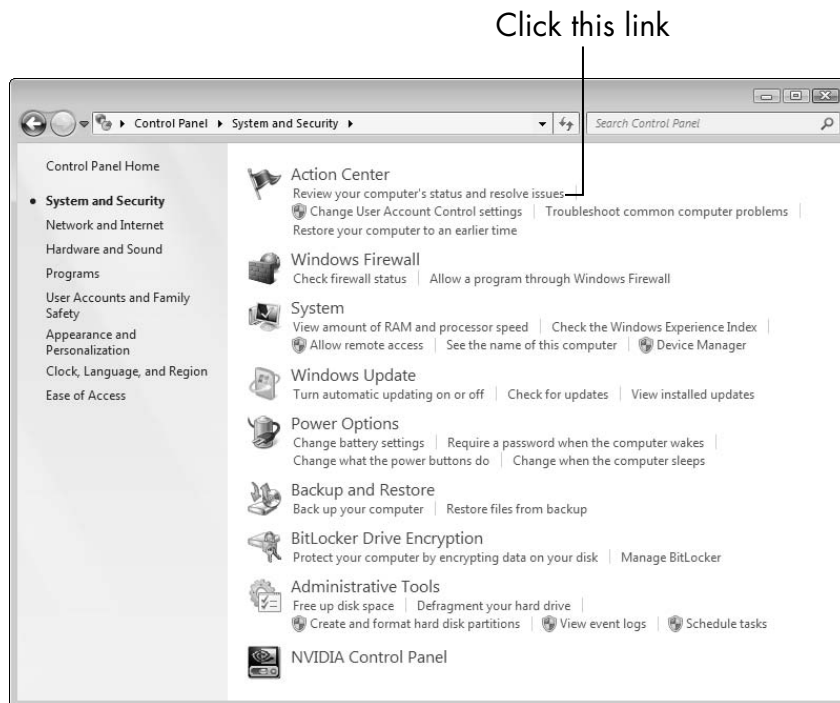 Click this link
Control Panel System and Security Search Control Panel
Control Panel Home
System and Security
Network and Internet
Hardware and Sound
Programs
User Accounts and Family
Safety
Appearance and
Personalization
Clock, Language, and Region
Ease of Access
Action Center
Review your computer's status and resolve issues
Change User Account Control settings Troubleshoot common computer problems
Restore your computer to an earlier time
Windows Firewall
Check firewall status Allow a program through Windows Firewall
System
View amount of RAM and processor speed Check the Windows Experience Index
Allow remote access See the name of this computer Device Manager
Windows Update
Turn automatic updating on or off Check for updates View installed updates
Power Options
Change battery settings Require a password when the computer wakes
Change what the power buttons do Change when the computer sleeps
Backup and Restore
Back up your computer Restore files from backup
BitLocker Drive Encryption
Protect your computer by encrypting data on your disk Manage BitLocker
Administrative Tools
Free up disk space Defragment your hard drive
Create and format hard disk partitions View event logs Schedule tasks
NVIDIA Control Panel